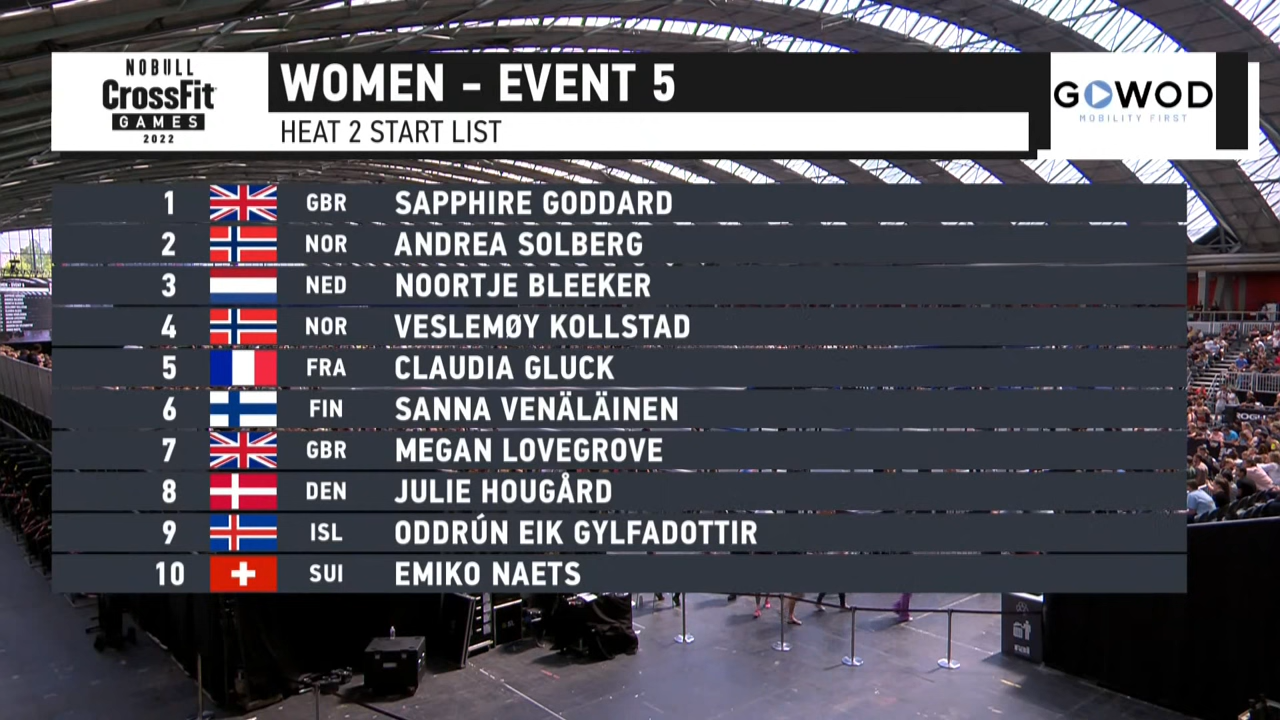 NOBULL
CrossFit
GAMES
2022
WOMEN - EVENT 5
HEAT 2 START LIST
GOWOD
MOBILITY FIRST
1 GBR SAPPHIRE GODDARD
2 NOR ANDREA SOLBERG
3 NED NOORTJE BLEEKER
4 NOR VESLEMØY KOLLSTAD
5 FRA CLAUDIA GLUCK
6 FIN SANNA VENÄLÄINEN
7 GBR MEGAN LOVEGROVE
8 DEN JULIE HOUGÅRD
9 ISL ODDRÚN EIK GYLFADOTTIR
10 SUI EMIKO NAETS